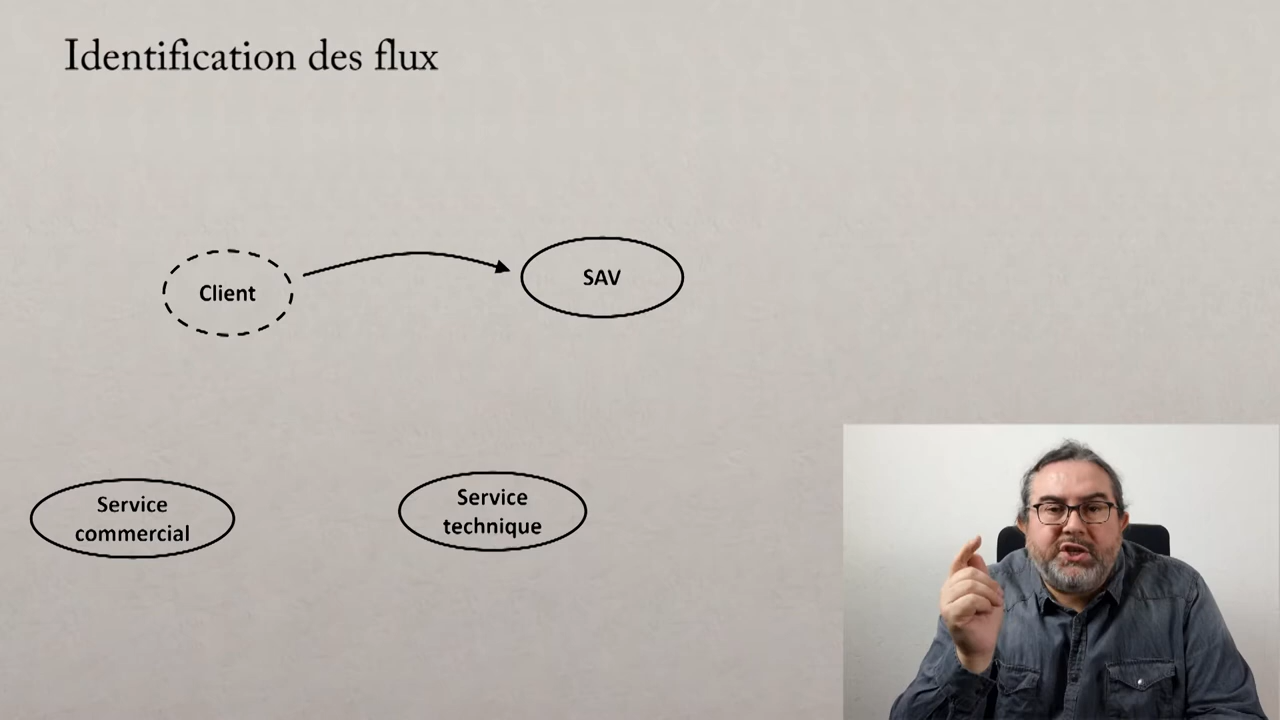 Identification des flux
Client
SAV
Service
commercial
Service
technique